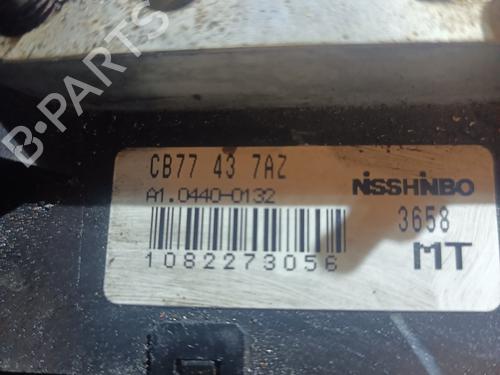 B-PARTS
CB77 43 7AZ
NiSSHiNBO
A1.0440-0132
3658
1082273056
MT